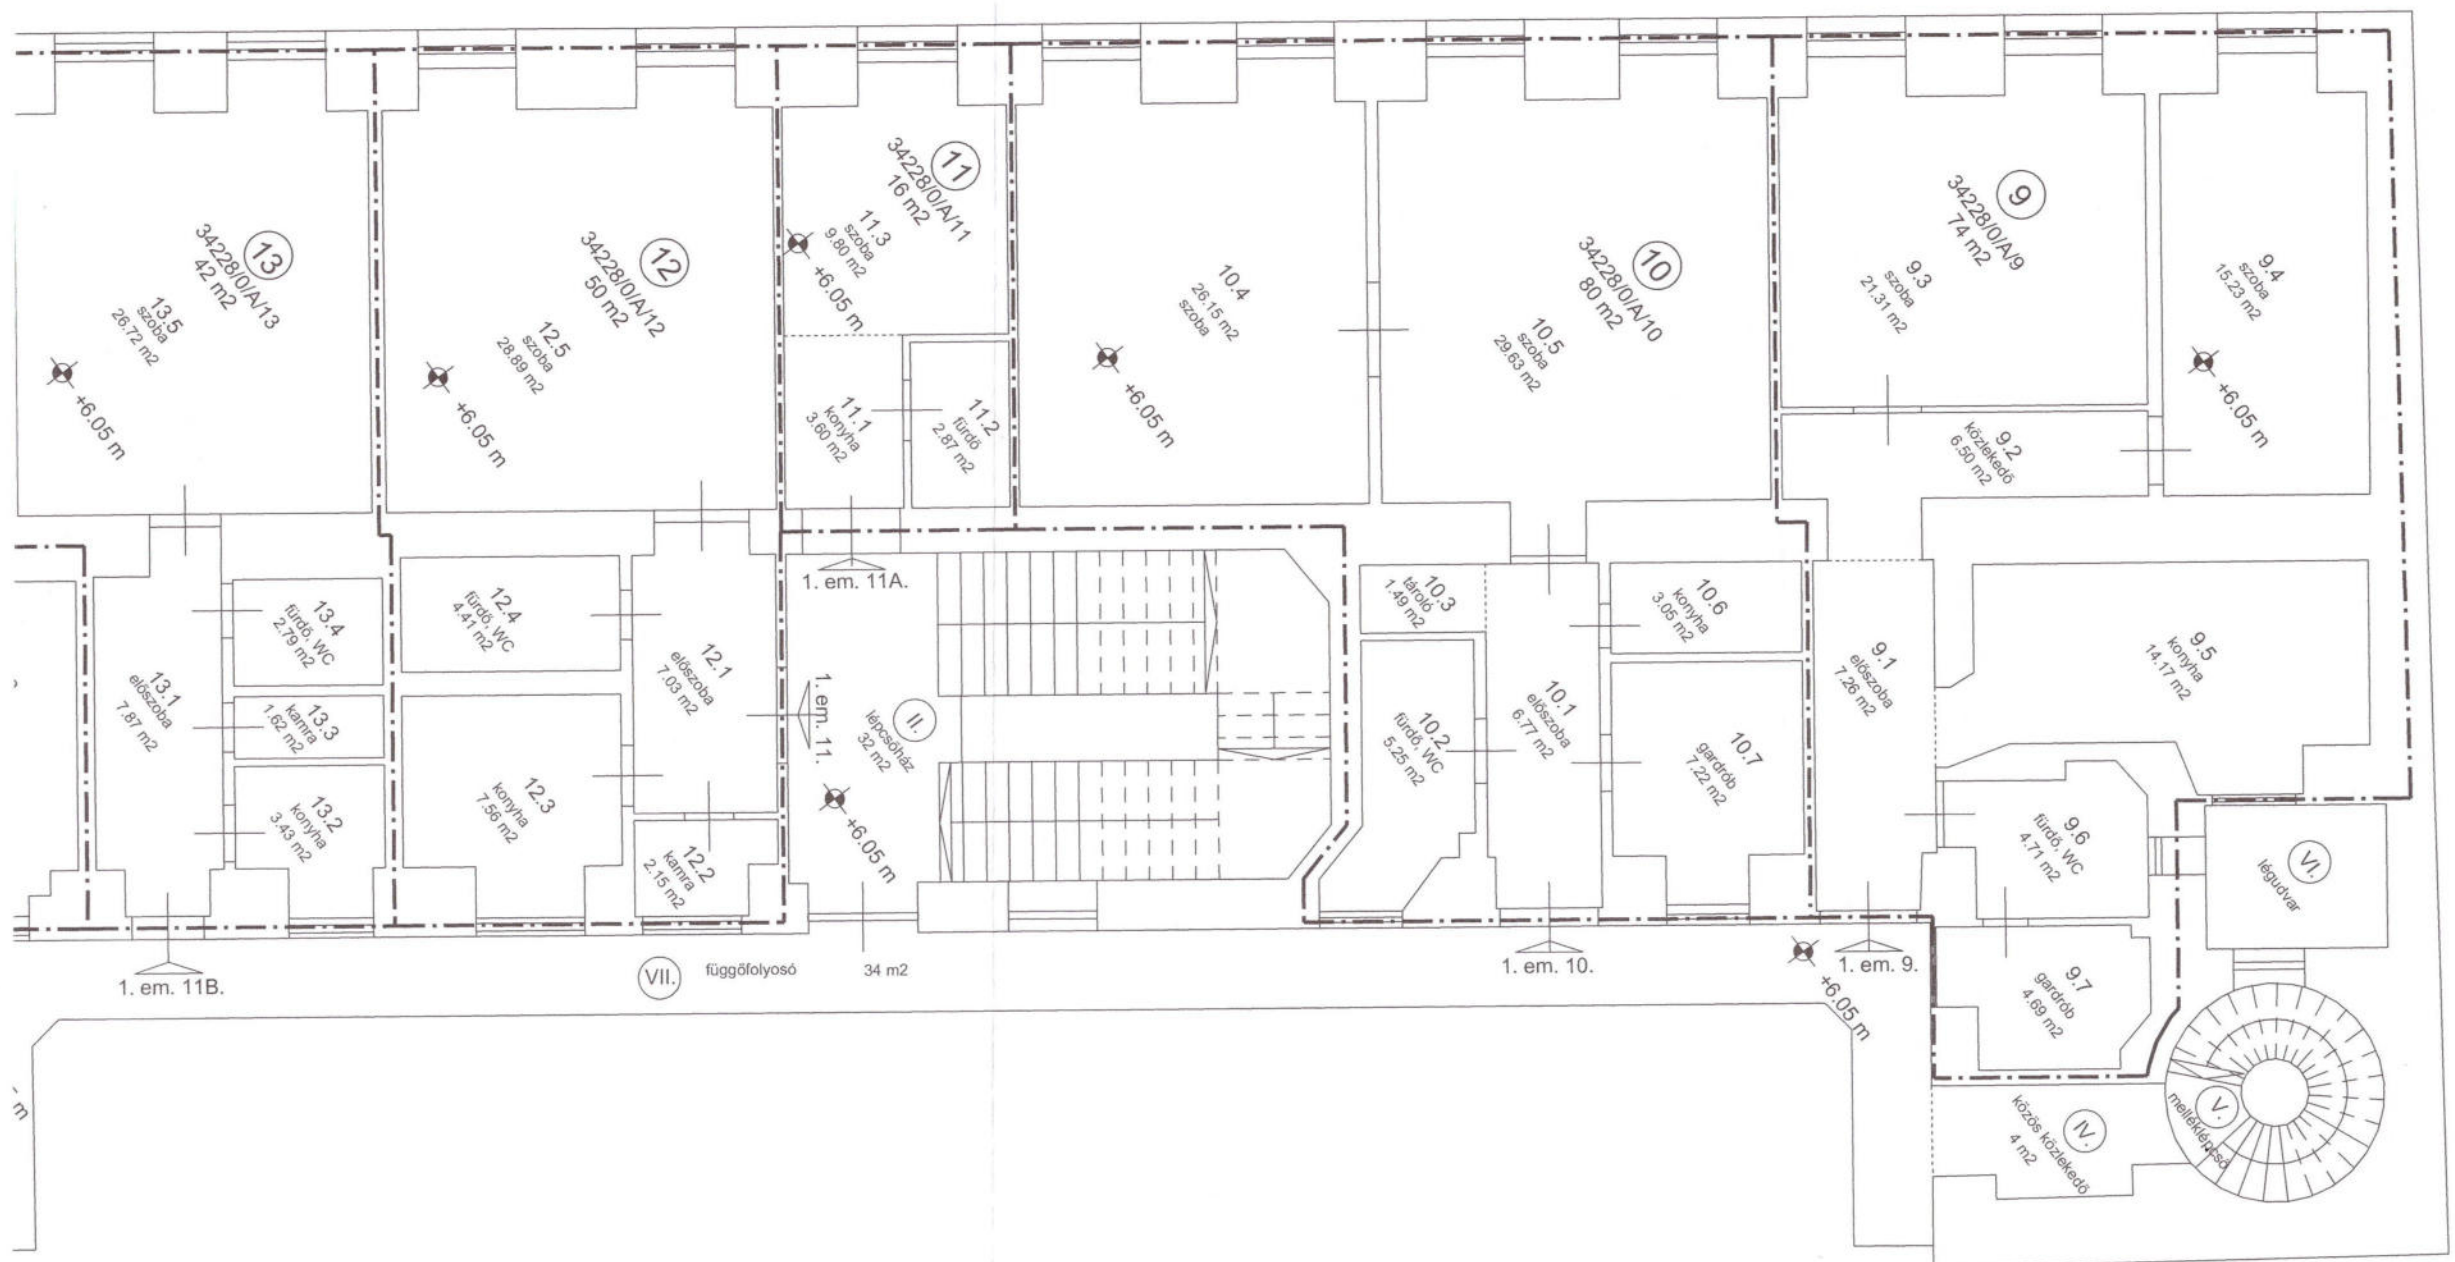 13
34228/0/A/13
42 m2
13.5
szoba
26.72 m2
+6.05 m
12
34228/0/A/12
50 m2
12.5
szoba
28.89 m2
+6.05 m
11
34228/0/A/11
16 m2
11.3
szoba
9.80 m2
+6.05 m
11.1
konyha
3.60 m2
11.2
fürdő
2.87 m2
10.4
26.15 m2
szoba
+6.05 m
10
34228/0/A/10
80 m2
10.5
szoba
29.63 m2
9
34228/0/A/9
74 m2
9.3
szoba
21.31 m2
9.4
szoba
15.23 m2
+6.05 m
9.2
közlekedő
6.50 m2
13.1
előszoba
7.87 m2
13.4
fürdő, WC
2.79 m2
13.3
kamra
1.62 m2
13.2
konyha
3.43 m2
12.4
fürdő, WC
4.41 m2
12.1
előszoba
7.03 m2
12.3
konyha
7.56 m2
12.2
kamra
2.15 m2
1. em. 11A.
1. em. 11.
II.
lépcsőház
32 m2
+6.05 m
10.3
tároló
1.49 m2
10.2
fürdő, WC
5.25 m2
10.1
előszoba
6.77 m2
10.6
konyha
3.05 m2
10.7
gardrób
7.22 m2
9.1
előszoba
7.26 m2
9.5
konyha
14.17 m2
9.6
fürdő, WC
4.71 m2
VI.
légudvar
1. em. 11B.
VII.
függőfolyosó
34 m2
1. em. 10.
1. em. 9.
+6.05 m
9.7
gardrób
4.69 m2
V.
melléklépcső
IV.
közös közlekedő
4 m2
m